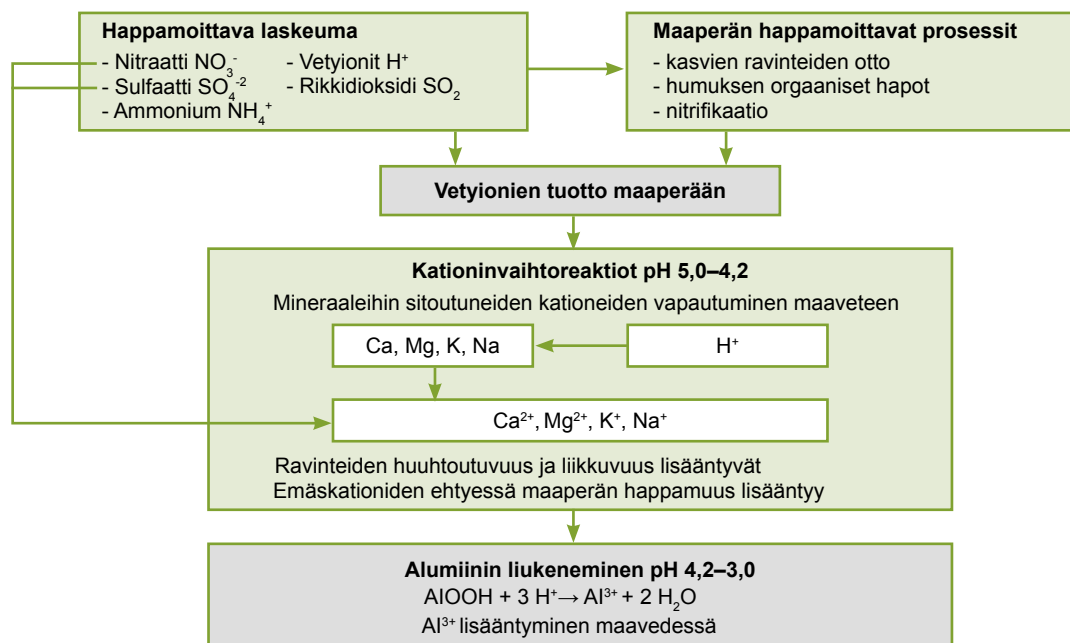 Happamoittava laskeuma
- Nitraatti NO₃⁻
- Sulfaatti SO₄⁻²
- Ammonium NH₄⁺
- Vetyionit H⁺
- Rikkidioksidi SO₂
Maaperän happamoittavat prosessit
- kasvien ravinteiden otto
- humuksen orgaaniset hapot
- nitrifikaatio
Vetyionien tuotto maaperään
Kationinvaihtoreaktiot pH 5,0–4,2
Mineraaleihin sitoutuneiden kationeiden vapautuminen maaveteen
Ca, Mg, K, Na
H⁺
Ca²⁺, Mg²⁺, K⁺, Na⁺
Ravinteiden huuhtoutuvuus ja liikkuvuus lisääntyvät
Emäskationiden ehtyessä maaperän happamuus lisääntyy
Alumiinin liukeneminen pH 4,2–3,0
AlOOH + 3 H⁺→ Al³⁺ + 2 H₂O
Al³⁺ lisääntyminen maavedessä